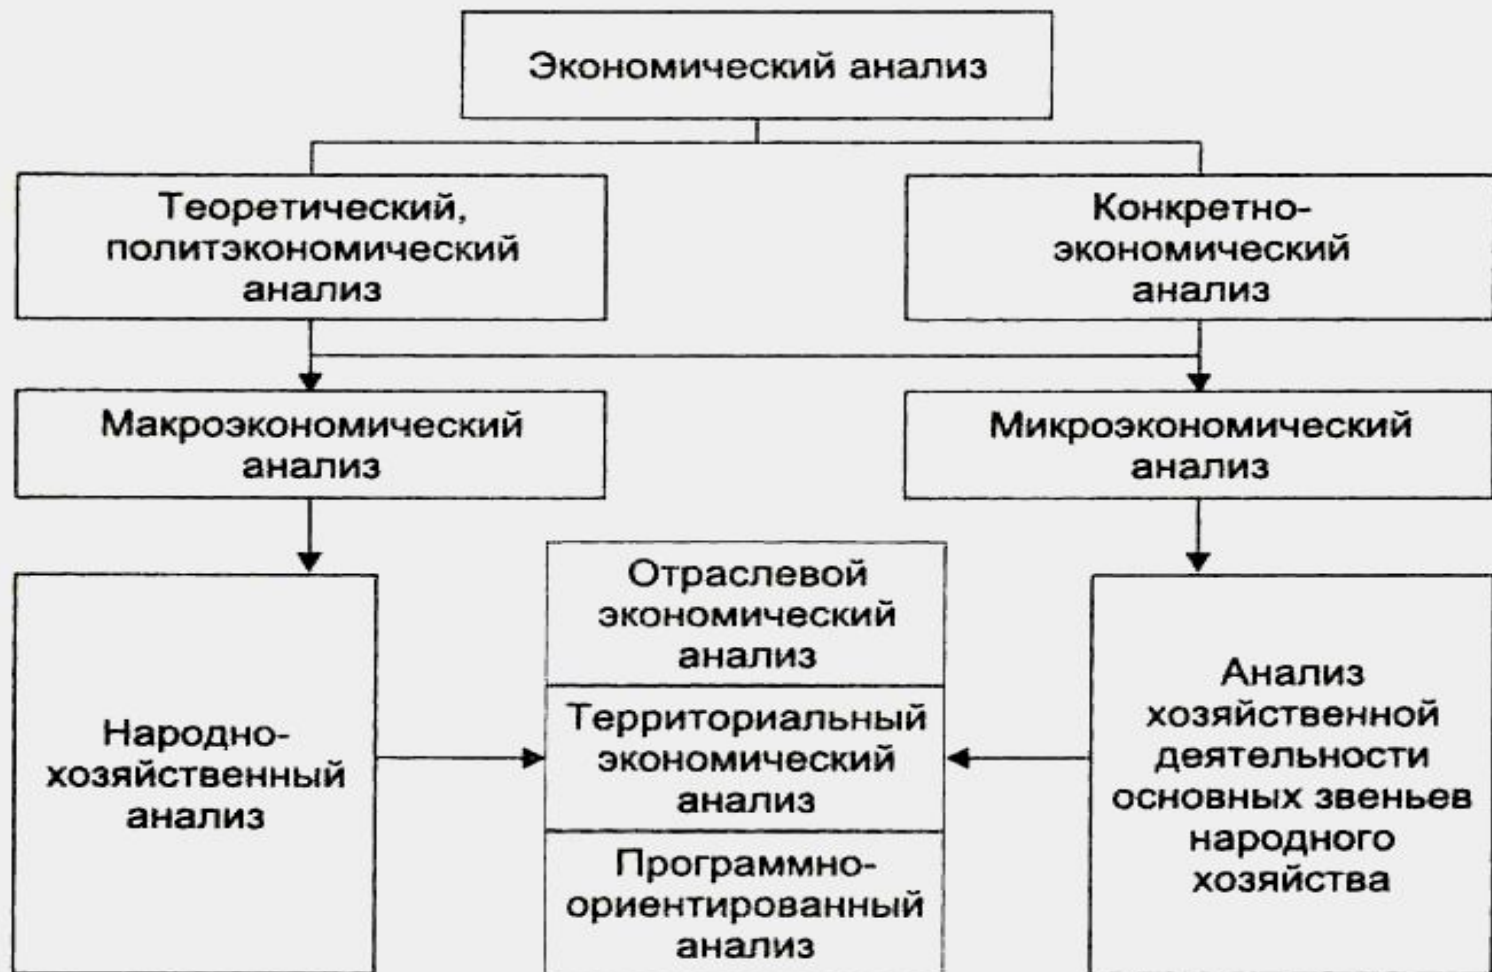 Экономический анализ
Теоретический,
политэкономический
анализ
Конкретно-
экономический
анализ
Макроэкономический
анализ
Микроэкономический
анализ
Народно-
хозяйственный
анализ
Отраслевой
экономический
анализ
Территориальный
экономический
анализ
Программно-
ориентированный
анализ
Анализ
хозяйственной
деятельности
основных звеньев
народного
хозяйства